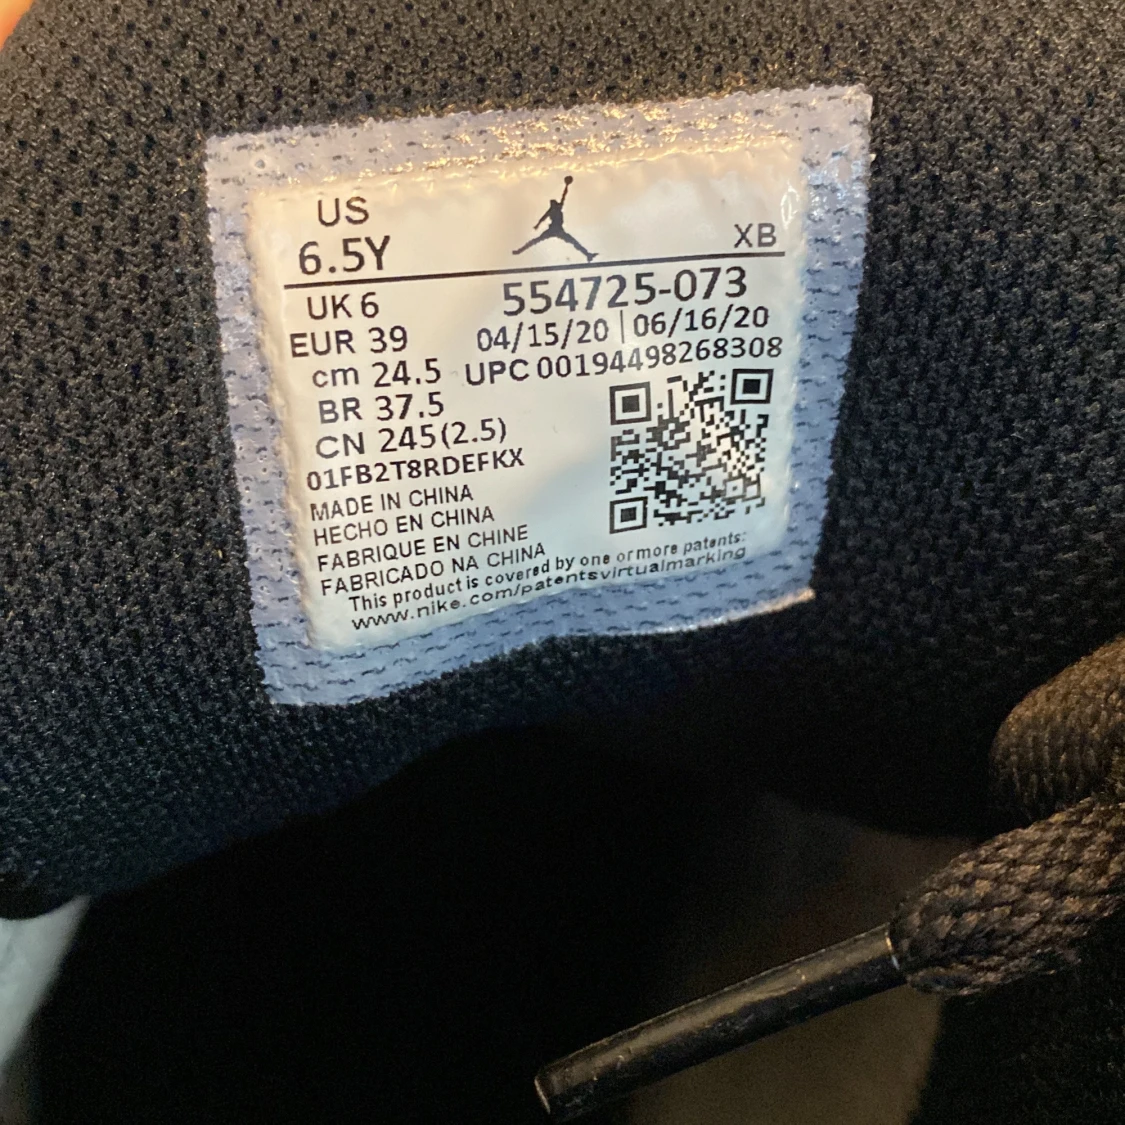 US
6.5Y
XB
UK 6
554725-073
EUR 39
04/15/20 | 06/16/20
cm 24.5
UPC 00194498268308
BR 37.5
CN 245(2.5)
01FB2T8RDEFKX
MADE IN CHINA
HECHO EN CHINA
FABRIQUE EN CHINE
FABRICADO NA CHINA
This product is covered by one or more patents:
www.nike.com/patentsvirtualmarking